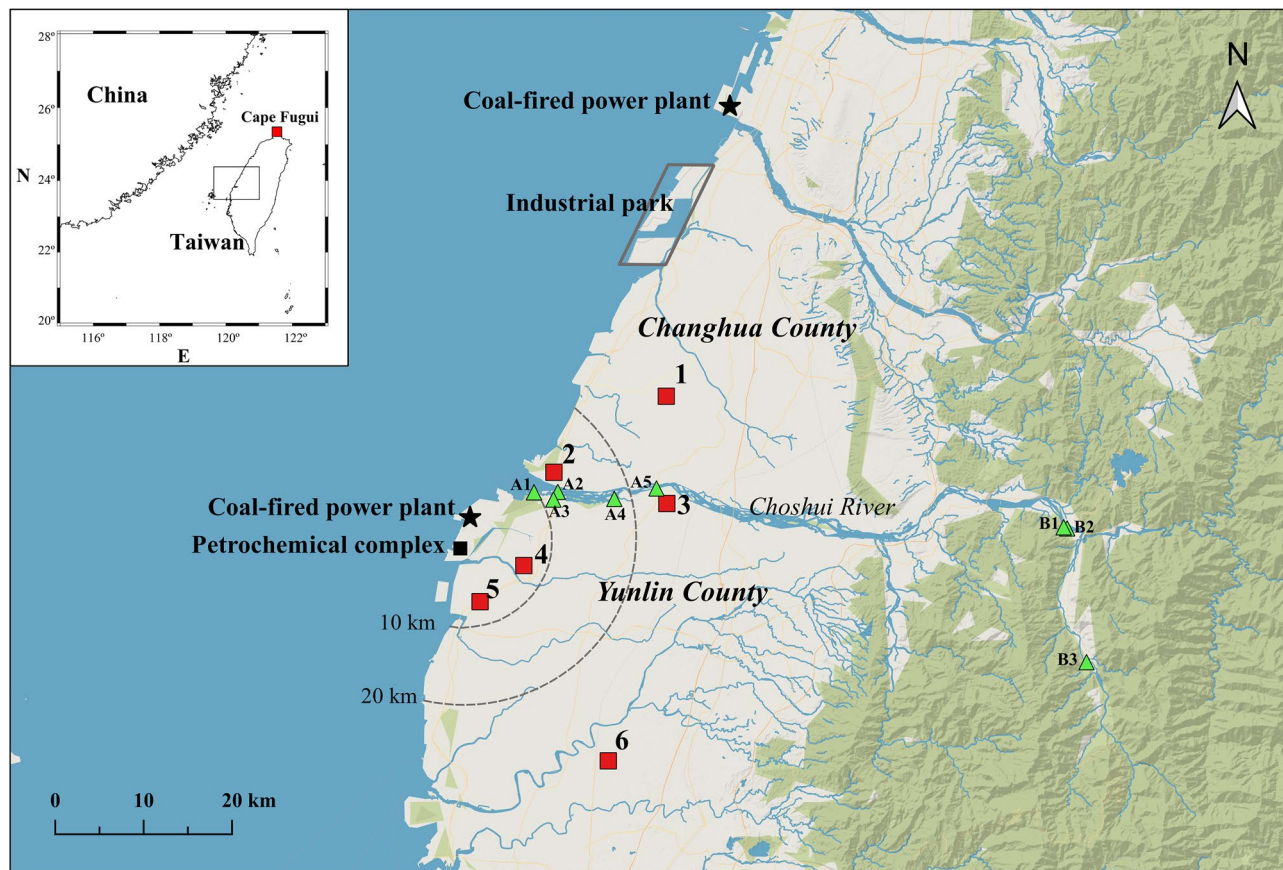 28°
26°
24°
22°
20°
N
116°
118°
120°
122°
E
China
Cape Fugui
Taiwan
N
Coal-fired power plant
Industrial park
Changhua County
1
2
A1
A2
A3
A4
A5
3
Choshui River
B1
B2
Coal-fired power plant
Petrochemical complex
4
5
Yunlin County
10 km
20 km
B3
6
0
10
20 km